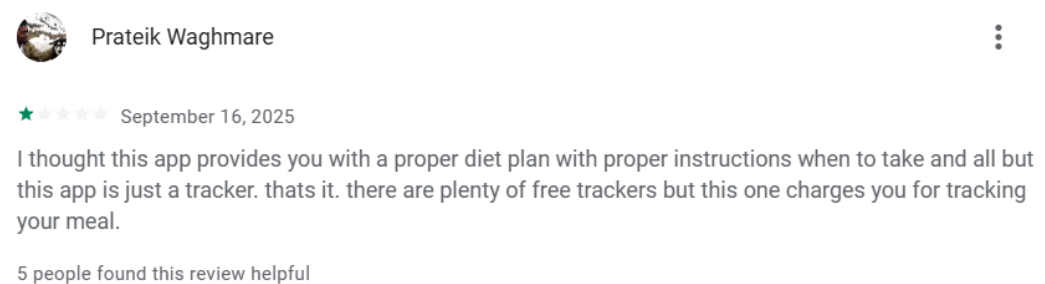 Prateik Waghmare
September 16, 2025
I thought this app provides you with a proper diet plan with proper instructions when to take and all but
this app is just a tracker. thats it. there are plenty of free trackers but this one charges you for tracking
your meal.
5 people found this review helpful